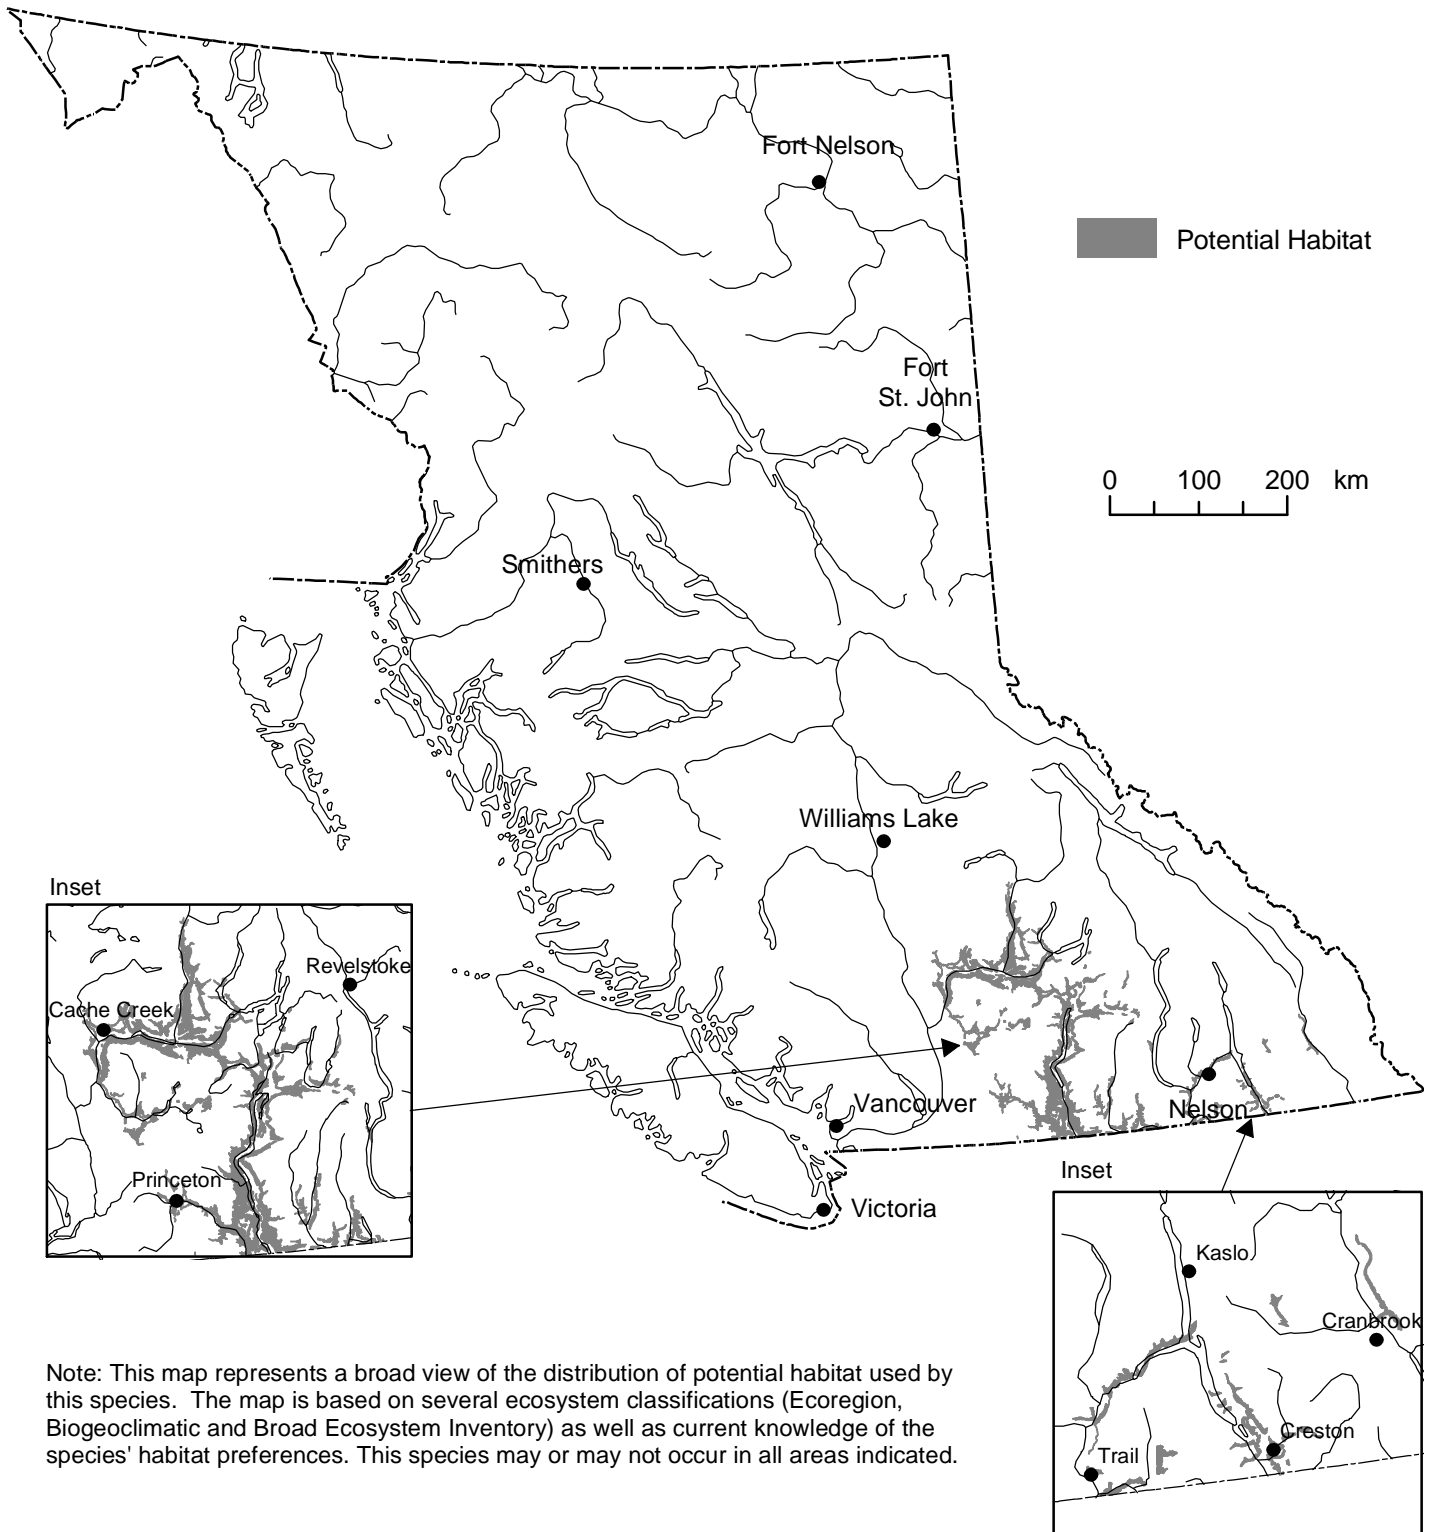 Fort Nelson
Potential Habitat
Fort
St. John
0 100 200 km
Smithers
Williams Lake
Inset
Revelstoke
Cache Creek
Princeton
Vancouver
Nelson
Victoria
Inset
Kaslo
Cranbrook
Creston
Trail
Note: This map represents a broad view of the distribution of potential habitat used by
this species. The map is based on several ecosystem classifications (Ecoregion,
Biogeoclimatic and Broad Ecosystem Inventory) as well as current knowledge of the
species' habitat preferences. This species may or may not occur in all areas indicated.